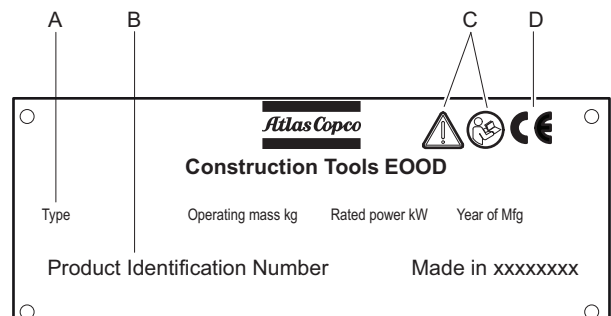 A B C D
Atlas Copco
Construction Tools EOOD
Type Operating mass kg Rated power kW Year of Mfg
Product Identification Number Made in xxxxxxxx